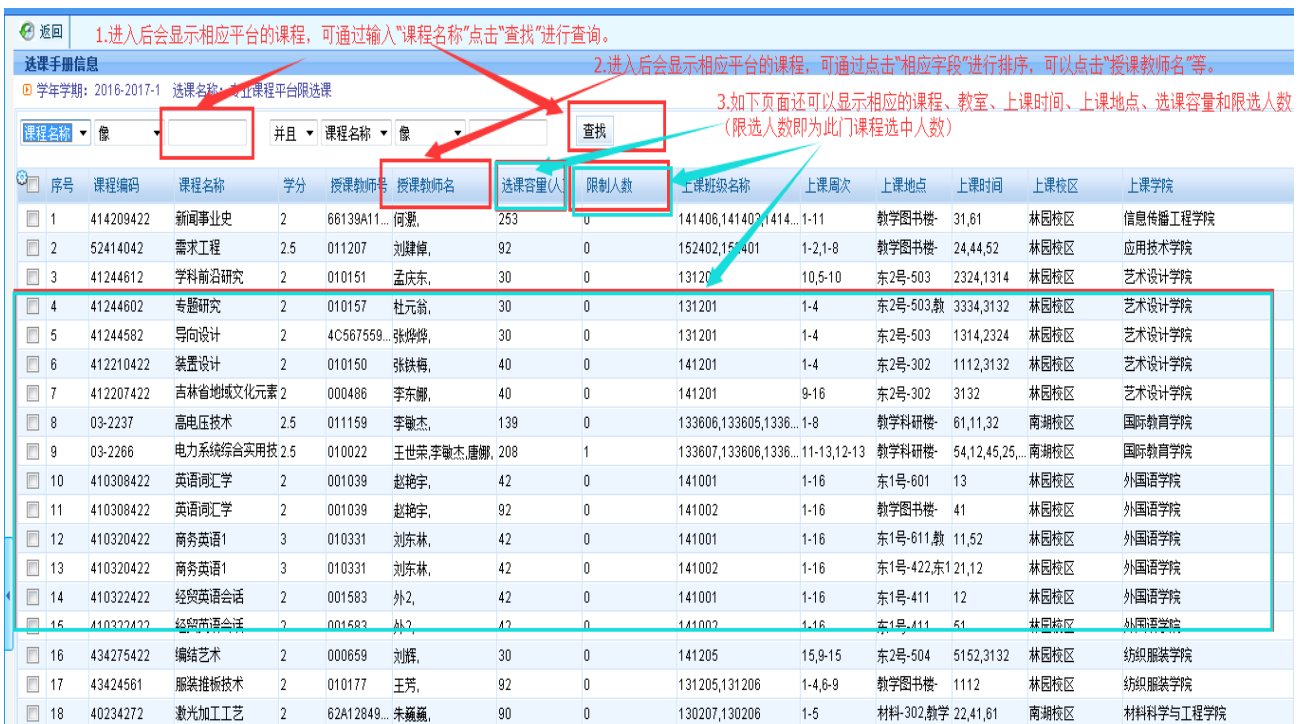 返回 1.进入后会显示相应平台的课程，可通过输入“课程名称”点击“查找”进行查询。
选课手册信息 2.进入后会显示相应平台的课程，可通过点击“相应字段”进行排序，可以点击“授课教师名”等。
学年学期：2016-2017-1 选课名称：专业课程平台限选课
3.如下页面还可以显示相应的课程、教室、上课时间、上课地点、选课容量和限选人数
（限选人数即为此门课程选中人数）
课程名称 像 并且 课程名称 像 查找
序号 课程编码 课程名称 学分 授课教师号 授课教师名 选课容量(人) 限制人数 上课班级名称 上课周次 上课地点 上课时间 上课校区 上课学院
1 414209422 新闻事业史 2 66139A11... 何灏, 253 0 141406,141402,1414... 1-11 教学图书楼- 31,61 林园校区 信息传播工程学院
2 52414042 需求工程 2.5 011207 刘肄倬, 92 0 152402,152401 1-2,1-8 教学图书楼- 24,44,52 林园校区 应用技术学院
3 41244612 学科前沿研究 2 010151 孟庆东, 30 0 131201 10,5-10 东2号-503 2324,1314 林园校区 艺术设计学院
4 41244602 专题研究 2 010157 杜元翁, 30 0 131201 1-4 东2号-503,教 3334,3132 林园校区 艺术设计学院
5 41244582 导向设计 2 4C567559... 张烨烨, 30 0 131201 1-4 东2号-503 1314,2324 林园校区 艺术设计学院
6 412210422 装置设计 2 010150 张铁梅, 40 0 141201 1-4 东2号-302 1112,3132 林园校区 艺术设计学院
7 412207422 吉林省地域文化元素 2 000486 李东娜, 40 0 141201 9-16 东2号-302 3132 林园校区 艺术设计学院
8 03-2237 高电压技术 2.5 011159 李敏杰, 139 0 133606,133605,1336... 1-8 教学科研楼- 61,11,32 南湖校区 国际教育学院
9 03-2266 电力系统综合实用技 2.5 010022 王世荣,李敏杰,唐娜, 208 1 133607,133606,1336... 11-13,12-13 教学科研楼- 54,12,45,25,... 南湖校区 国际教育学院
10 410308422 英语词汇学 2 001039 赵艳宇, 42 0 141001 1-16 东1号-601 13 林园校区 外国语学院
11 410308422 英语词汇学 2 001039 赵艳宇, 92 0 141002 1-16 教学图书楼- 41 林园校区 外国语学院
12 410320422 商务英语1 3 010331 刘东林, 42 0 141001 1-16 东1号-611,教 11,52 林园校区 外国语学院
13 410320422 商务英语1 3 010331 刘东林, 42 0 141002 1-16 东1号-422,东1 21,12 林园校区 外国语学院
14 410322422 经贸英语会话 2 001583 外2, 42 0 141001 1-16 东1号-411 12 林园校区 外国语学院
15 410322422 经贸英语会话 2 001583 外2, 42 0 141002 1-16 东1号-411 51 林园校区 外国语学院
16 434275422 编结艺术 2 000659 刘辉, 30 0 141205 15,9-15 东2号-504 5152,3132 林园校区 纺织服装学院
17 43424561 服装推板技术 2 010177 王芳, 92 0 131205,131206 1-4,6-9 教学图书楼- 1112 林园校区 纺织服装学院
18 40234272 激光加工工艺 2 62A12849... 朱巍巍, 90 0 130207,130206 1-5 材料-302,教学 22,41,61 南湖校区 材料科学与工程学院